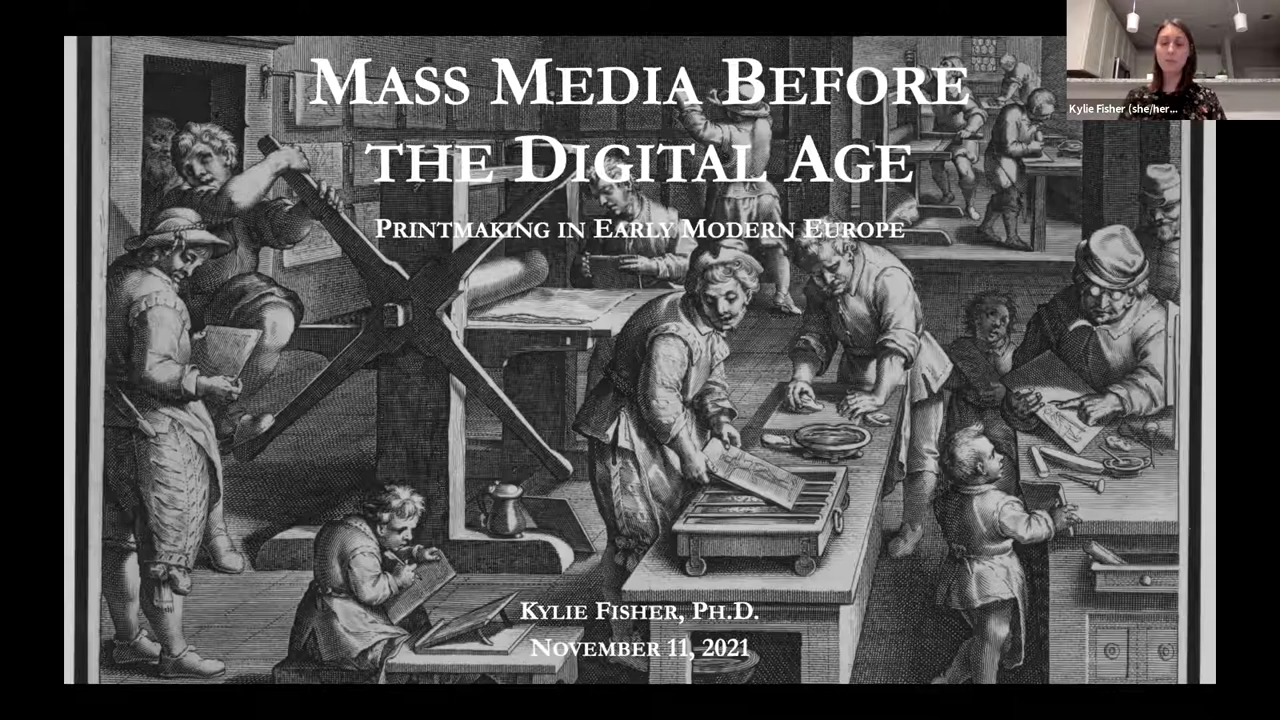 MASS MEDIA BEFORE
THE DIGITAL AGE
PRINTMAKING IN EARLY MODERN EUROPE
KYLIE FISHER, PH.D.
NOVEMBER 11, 2021
Kylie Fisher (she/her...